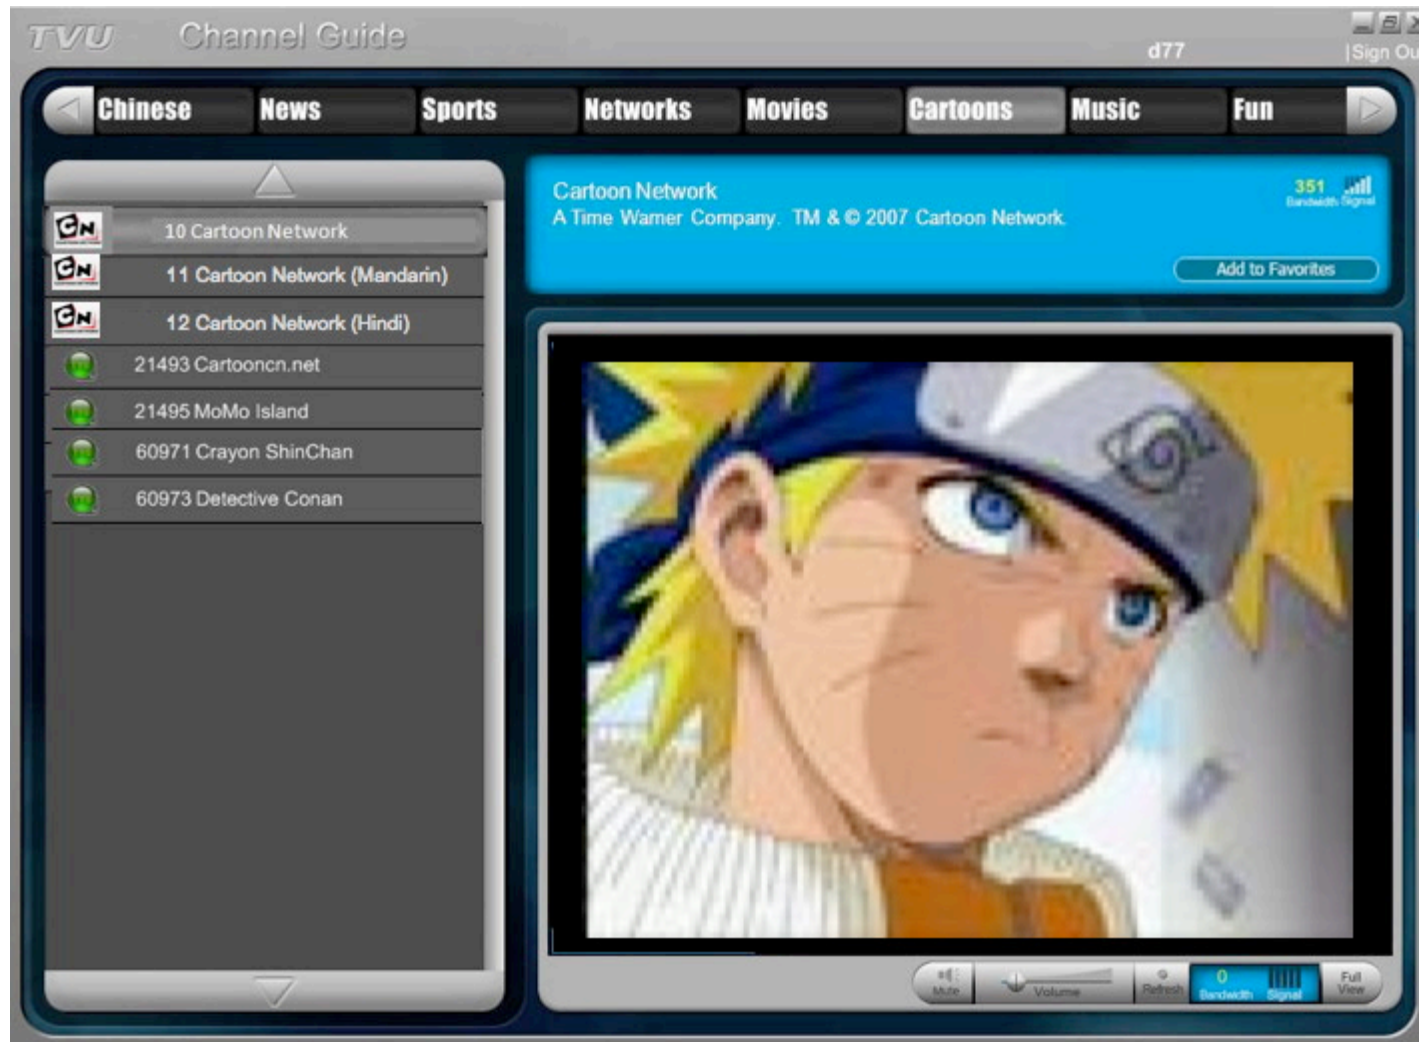 TVU Channel Guide
d77
|Sign Ou
Chinese News Sports Networks Movies Cartoons Music Fun
CN 10 Cartoon Network
CN 11 Cartoon Network (Mandarin)
CN 12 Cartoon Network (Hindi)
21493 Cartooncn.net
21495 MoMo Island
60971 Crayon ShinChan
60973 Detective Conan
Cartoon Network
A Time Warner Company. TM & © 2007 Cartoon Network.
351
Bandwidth Signal
Add to Favorites
Mute
Volume
Refresh
0
Bandwidth Signal
Full
View